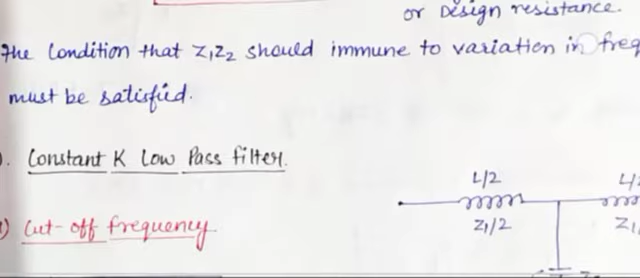 or Design resistance.
The Condition that Z₁Z₂ should immune to variation in freq
must be satisfied.
Constant K Low Pass filter.
L/2
Z₁/2
Cut-off frequency